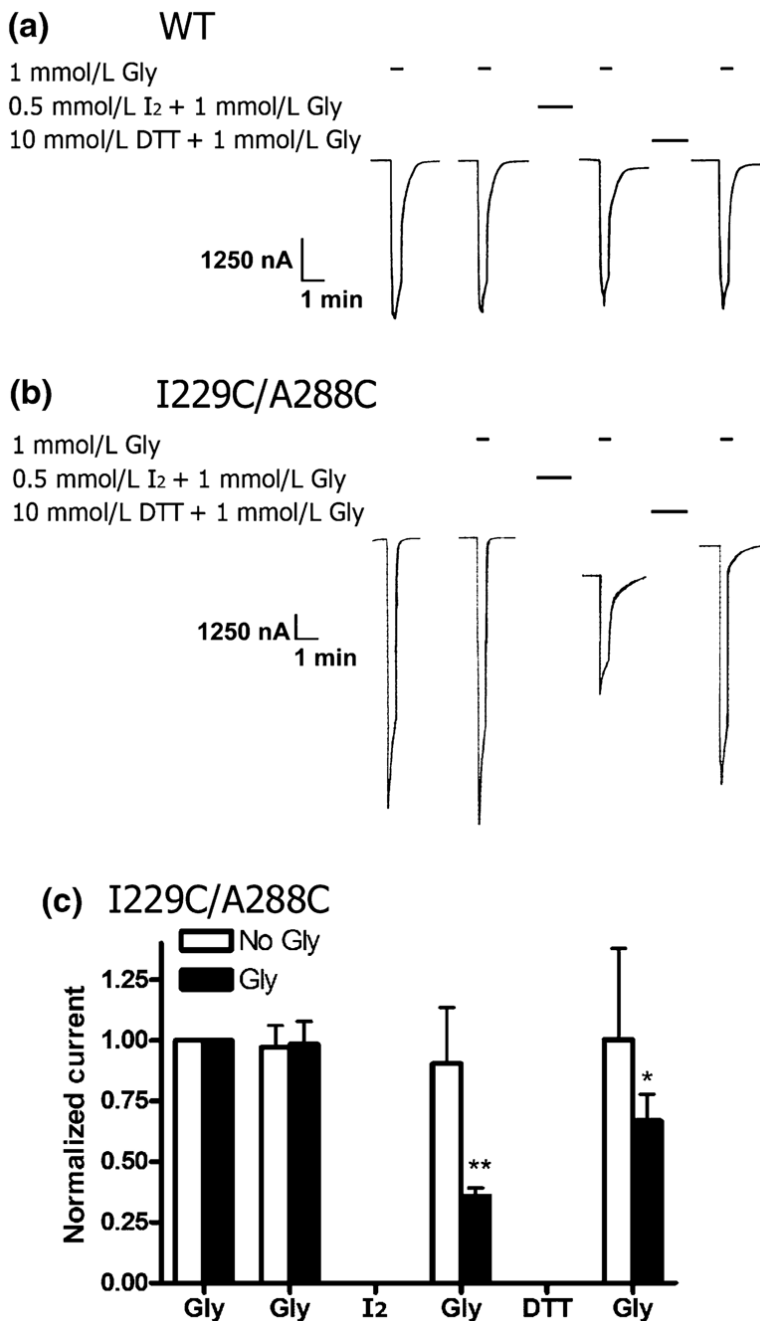 (a) WT
1 mmol/L Gly
0.5 mmol/L I2 + 1 mmol/L Gly
10 mmol/L DTT + 1 mmol/L Gly
1250 nA
1 min
(b) I229C/A288C
1 mmol/L Gly
0.5 mmol/L I2 + 1 mmol/L Gly
10 mmol/L DTT + 1 mmol/L Gly
1250 nA
1 min
(c) I229C/A288C
No Gly
Gly
Normalized current
1.25
1.00
0.75
0.50
0.25
0.00
**
*
Gly Gly I2 Gly DTT Gly